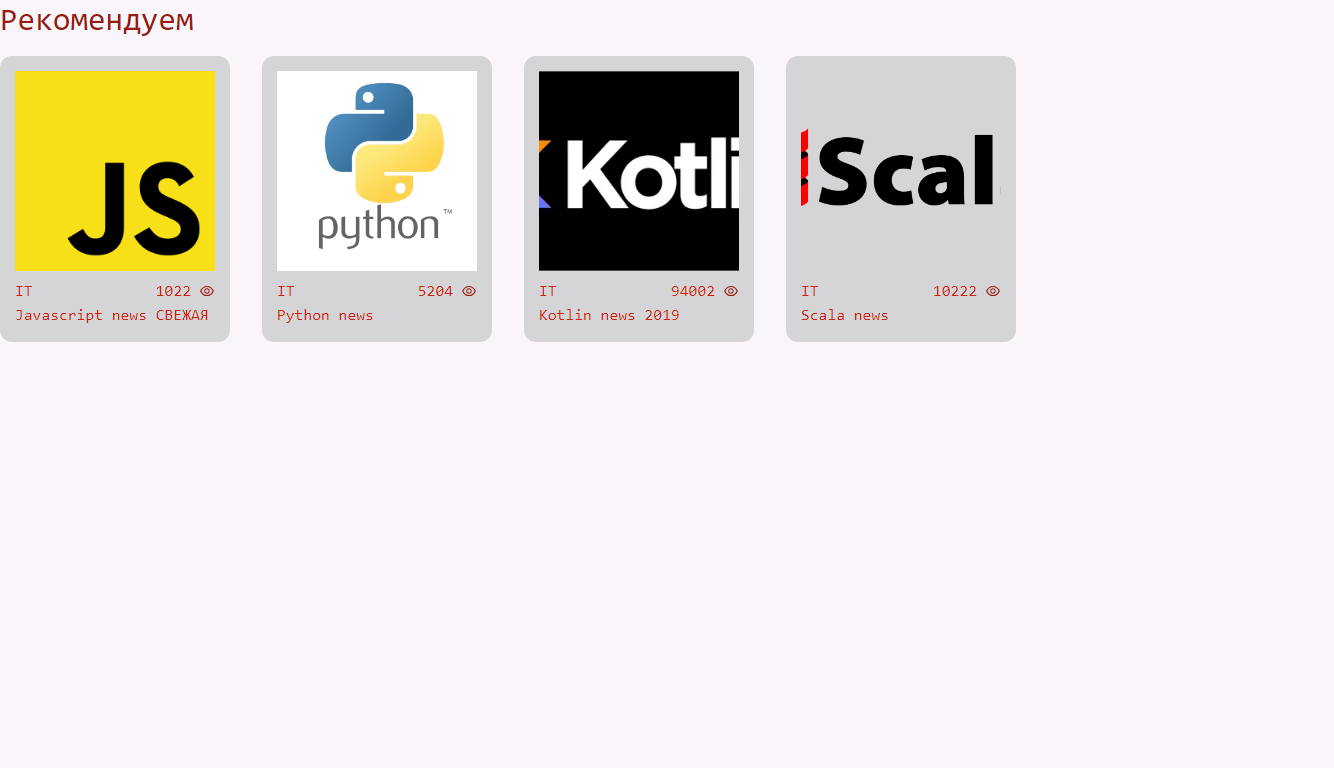 Рекомендуем
JS
IT 1022
Javascript news СВЕЖАЯ
python™
IT 5204
Python news
Kotli
IT 94002
Kotlin news 2019
Scal
IT 10222
Scala news